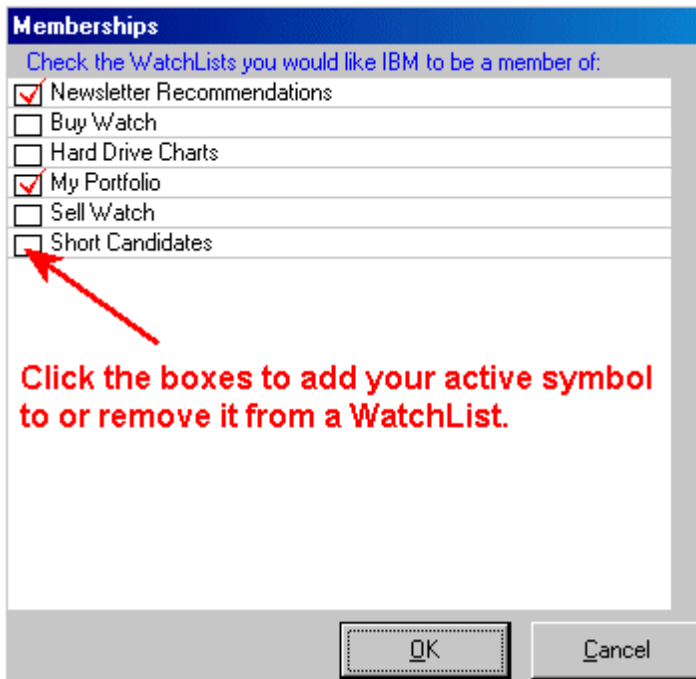 Memberships
Check the WatchLists you would like IBM to be a member of:
Newsletter Recommendations
Buy Watch
Hard Drive Charts
My Portfolio
Sell Watch
Short Candidates
Click the boxes to add your active symbol
to or remove it from a WatchList.
OK
Cancel